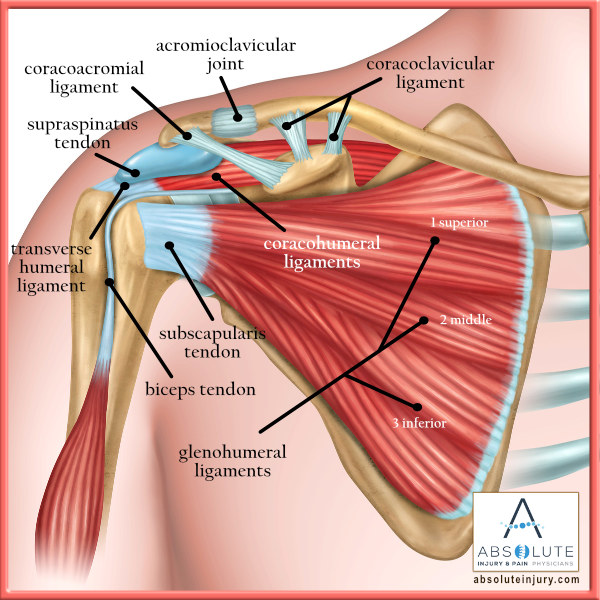 acromioclavicular
joint
coracoacromial
ligament
coracoclavicular
ligament
supraspinatus
tendon
transverse
humeral
ligament
coracohumeral
ligaments
1 superior
2 middle
3 inferior
subscapularis
tendon
biceps tendon
glenohumeral
ligaments
ABSOLUTE
INJURY & PAIN PHYSICIANS
absoluteinjury.com